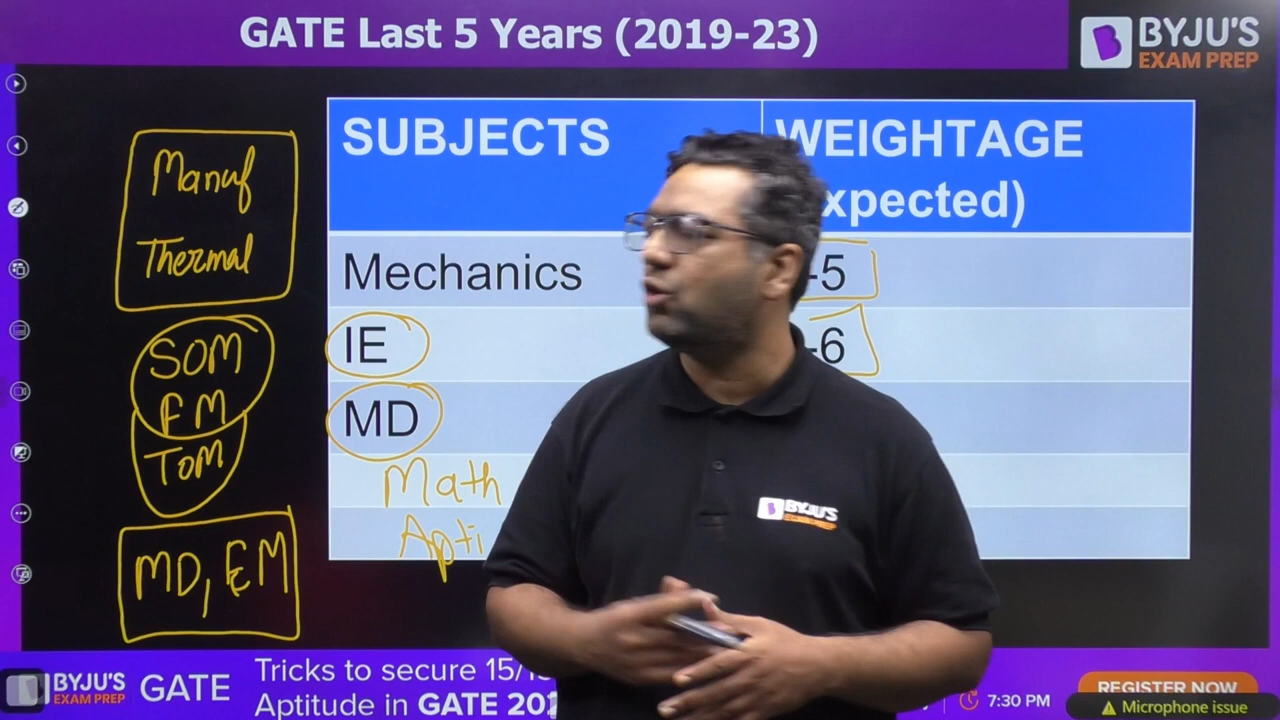 GATE Last 5 Years (2019-23)
BYJU'S
EXAM PREP
SUBJECTS
WEIGHTAGE
xpected)
Mechanics
-5
IE
-6
MD
Math
Apti
Manuf
Thermal
SOM
FM
TOM
MD, EM
BYJU'S
EXAM PREP
BYJU'S
EXAM PREP
GATE
Tricks to secure 15/
Aptitude in GATE 202
7:30 PM
REGISTER NOW
Microphone issue